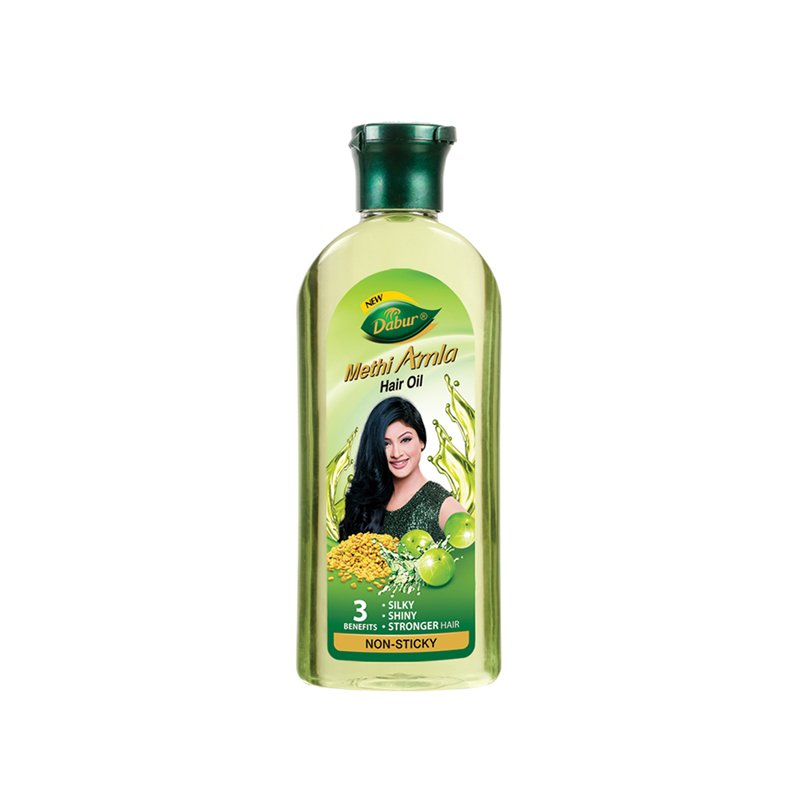 NEW
Dabur®
Methi Amla
Hair Oil
3
BENEFITS
• SILKY
• SHINY
• STRONGER HAIR
NON-STICKY